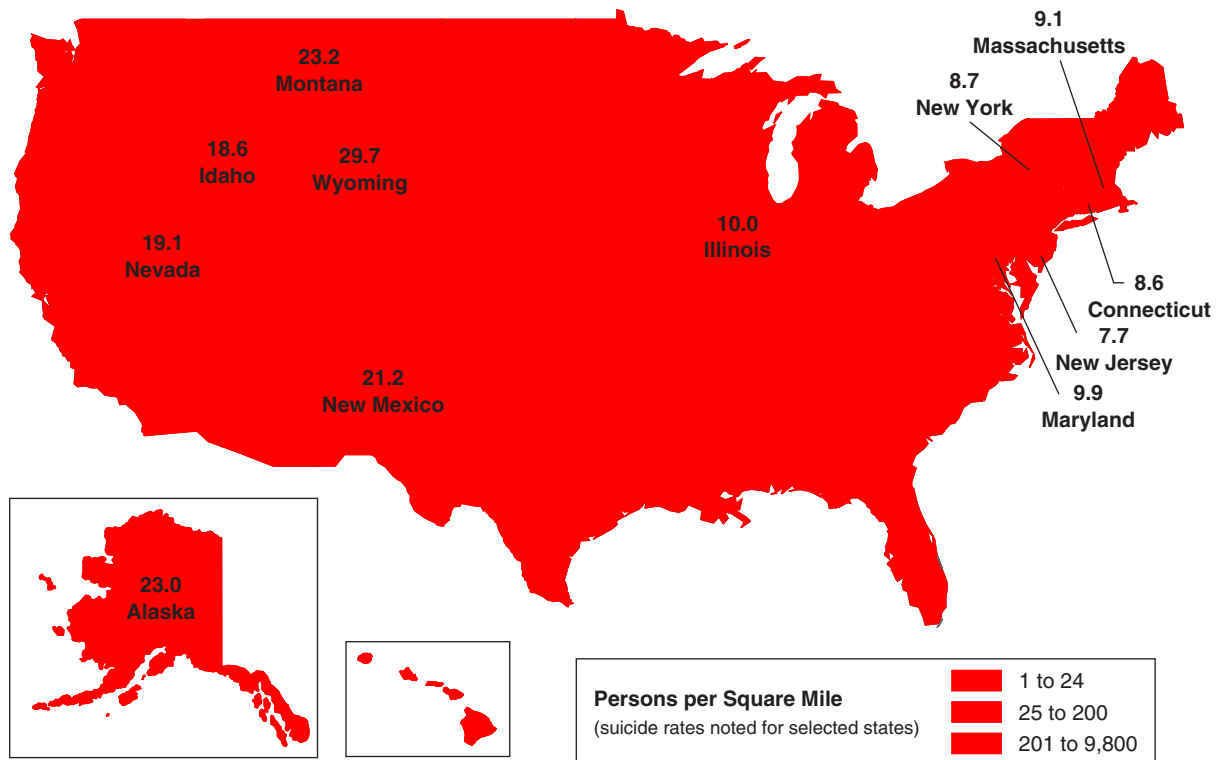 9.1
Massachusetts
8.7
New York
23.2
Montana
18.6
Idaho
29.7
Wyoming
10.0
Illinois
19.1
Nevada
8.6
Connecticut
7.7
New Jersey
9.9
Maryland
21.2
New Mexico
23.0
Alaska
Persons per Square Mile
(suicide rates noted for selected states)
1 to 24
25 to 200
201 to 9,800